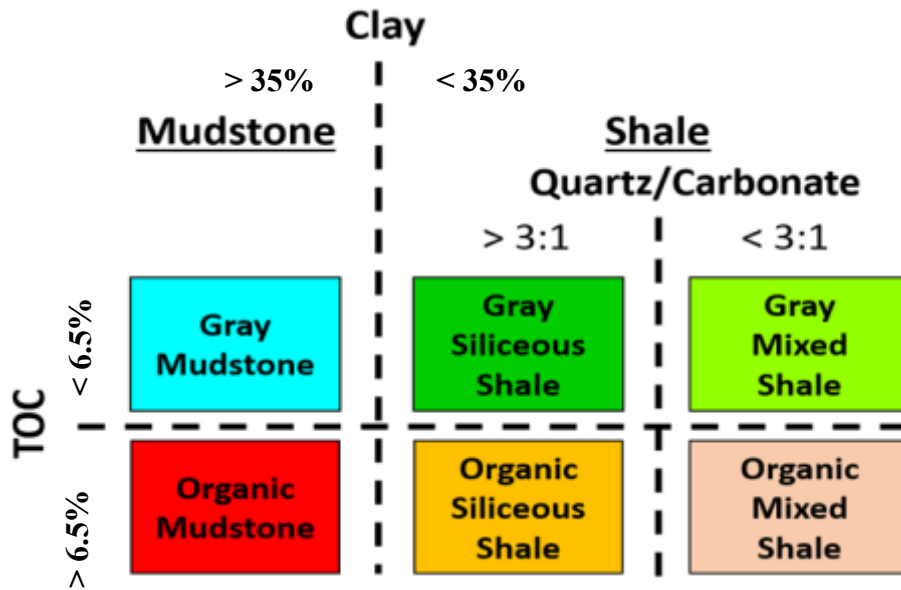 Clay
> 35%
< 35%
Mudstone
Shale
Quartz/Carbonate
> 3:1
< 3:1
TOC
< 6.5%
Gray
Mudstone
Gray
Siliceous
Shale
Gray
Mixed
Shale
> 6.5%
Organic
Mudstone
Organic
Siliceous
Shale
Organic
Mixed
Shale